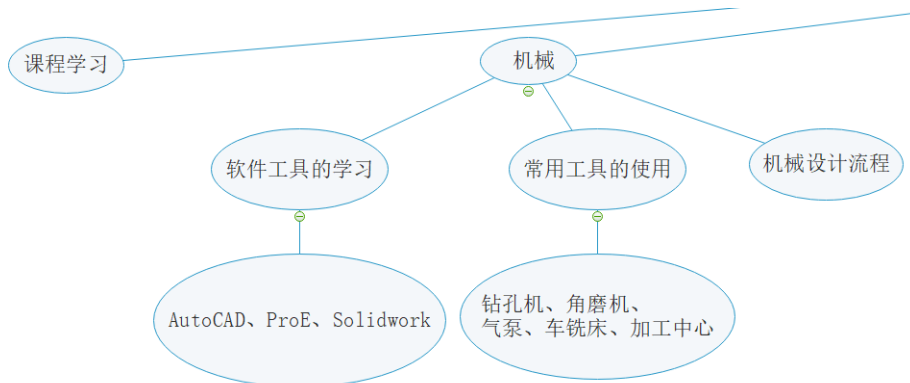 课程学习
机械
软件工具的学习
常用工具的使用
机械设计流程
AutoCAD、ProE、Solidwork
钻孔机、角磨机、
气泵、车铣床、加工中心